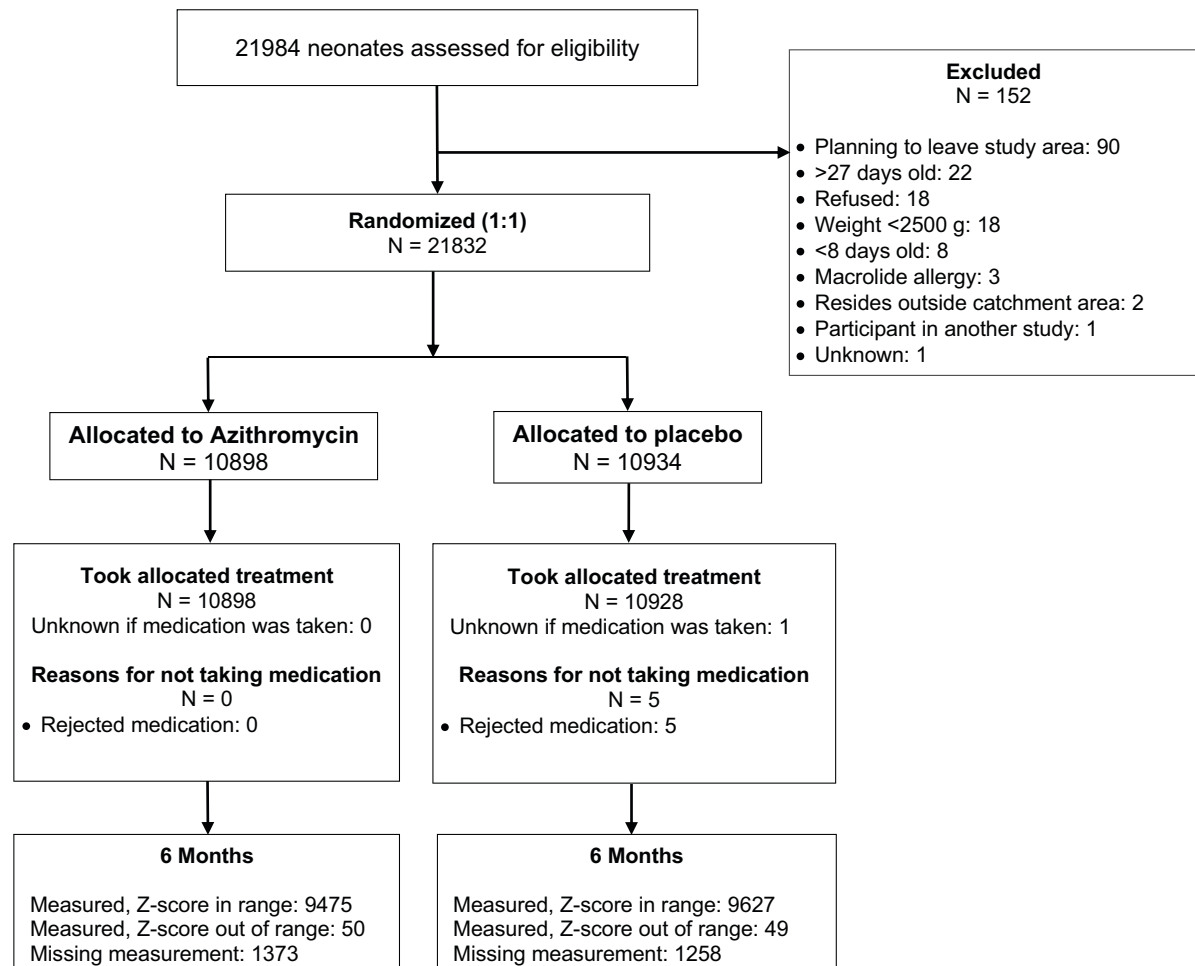 21984 neonates assessed for eligibility
Excluded
N = 152
• Planning to leave study area: 90
• >27 days old: 22
• Refused: 18
• Weight <2500 g: 18
• <8 days old: 8
• Macrolide allergy: 3
• Resides outside catchment area: 2
• Participant in another study: 1
• Unknown: 1
Randomized (1:1)
N = 21832
Allocated to Azithromycin
N = 10898
Allocated to placebo
N = 10934
Took allocated treatment
N = 10898
Unknown if medication was taken: 0
Reasons for not taking medication
N = 0
• Rejected medication: 0
Took allocated treatment
N = 10928
Unknown if medication was taken: 1
Reasons for not taking medication
N = 5
• Rejected medication: 5
6 Months
Measured, Z-score in range: 9475
Measured, Z-score out of range: 50
Missing measurement: 1373
6 Months
Measured, Z-score in range: 9627
Measured, Z-score out of range: 49
Missing measurement: 1258